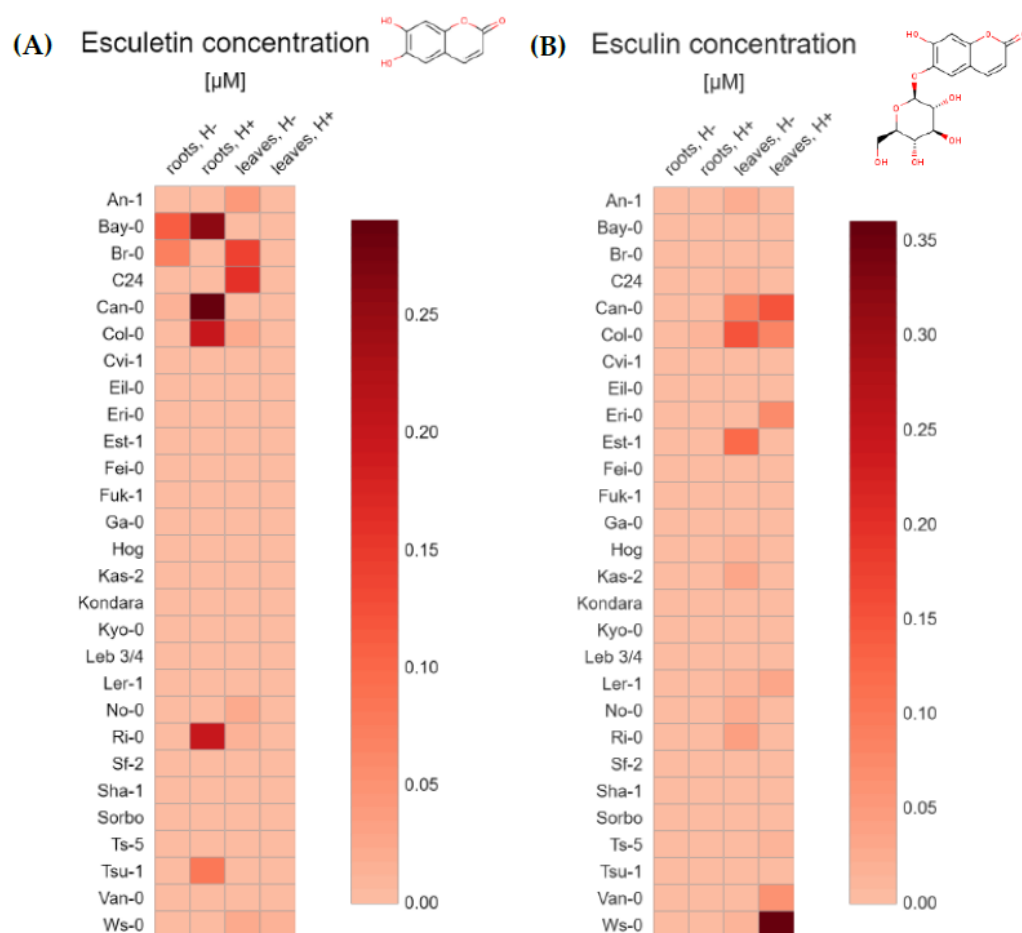 (A) Esculetin concentration
[µM]
HO
HO
O
O
roots, H-
roots, H+
leaves, H-
leaves, H+
An-1
Bay-0
Br-0
C24
Can-0
Col-0
Cvi-1
Eil-0
Eri-0
Est-1
Fei-0
Fuk-1
Ga-0
Hog
Kas-2
Kondara
Kyo-0
Leb 3/4
Ler-1
No-0
Ri-0
Sf-2
Sha-1
Sorbo
Ts-5
Tsu-1
Van-0
Ws-0
0.25
0.20
0.15
0.10
0.05
0.00
(B) Esculin concentration
[µM]
HO
O
O
O
O
OH
OH
OH
OH
roots, H-
roots, H+
leaves, H-
leaves, H+
An-1
Bay-0
Br-0
C24
Can-0
Col-0
Cvi-1
Eil-0
Eri-0
Est-1
Fei-0
Fuk-1
Ga-0
Hog
Kas-2
Kondara
Kyo-0
Leb 3/4
Ler-1
No-0
Ri-0
Sf-2
Sha-1
Sorbo
Ts-5
Tsu-1
Van-0
Ws-0
0.35
0.30
0.25
0.20
0.15
0.10
0.05
0.00